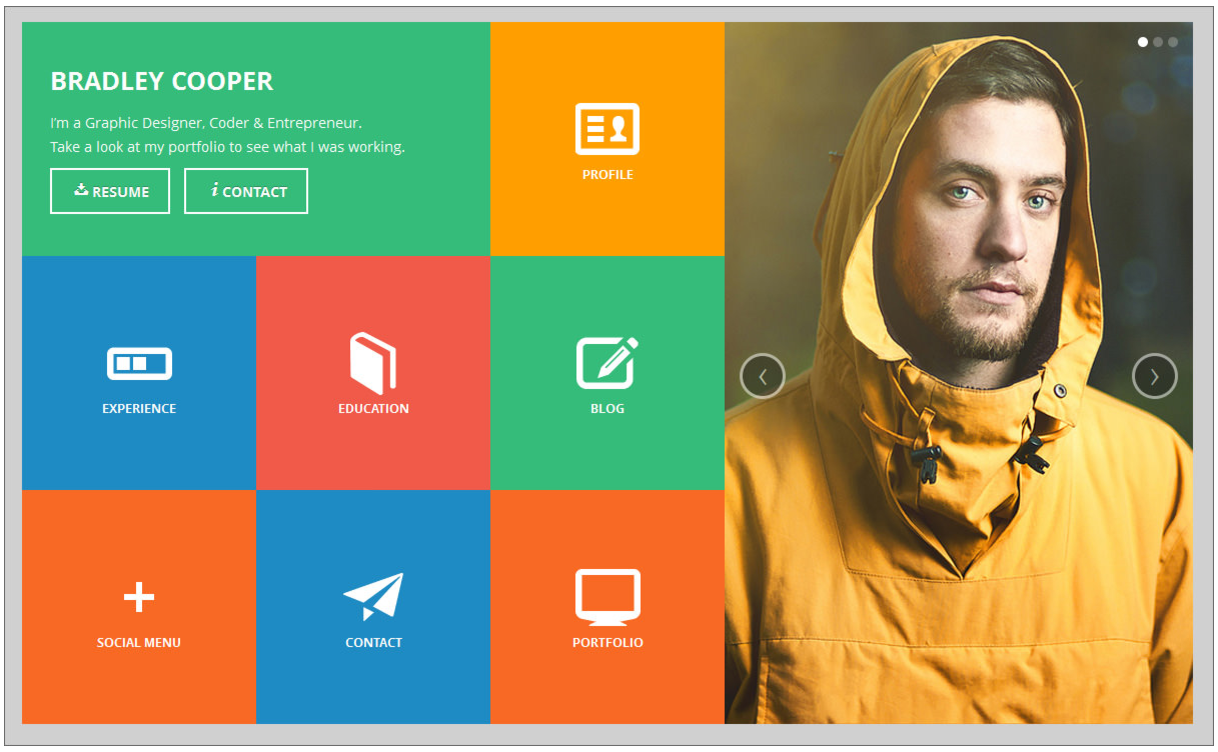 BRADLEY COOPER
I'm a Graphic Designer, Coder & Entrepreneur.
Take a look at my portfolio to see what I was working.
RESUME
CONTACT
PROFILE
EXPERIENCE
EDUCATION
BLOG
SOCIAL MENU
CONTACT
PORTFOLIO